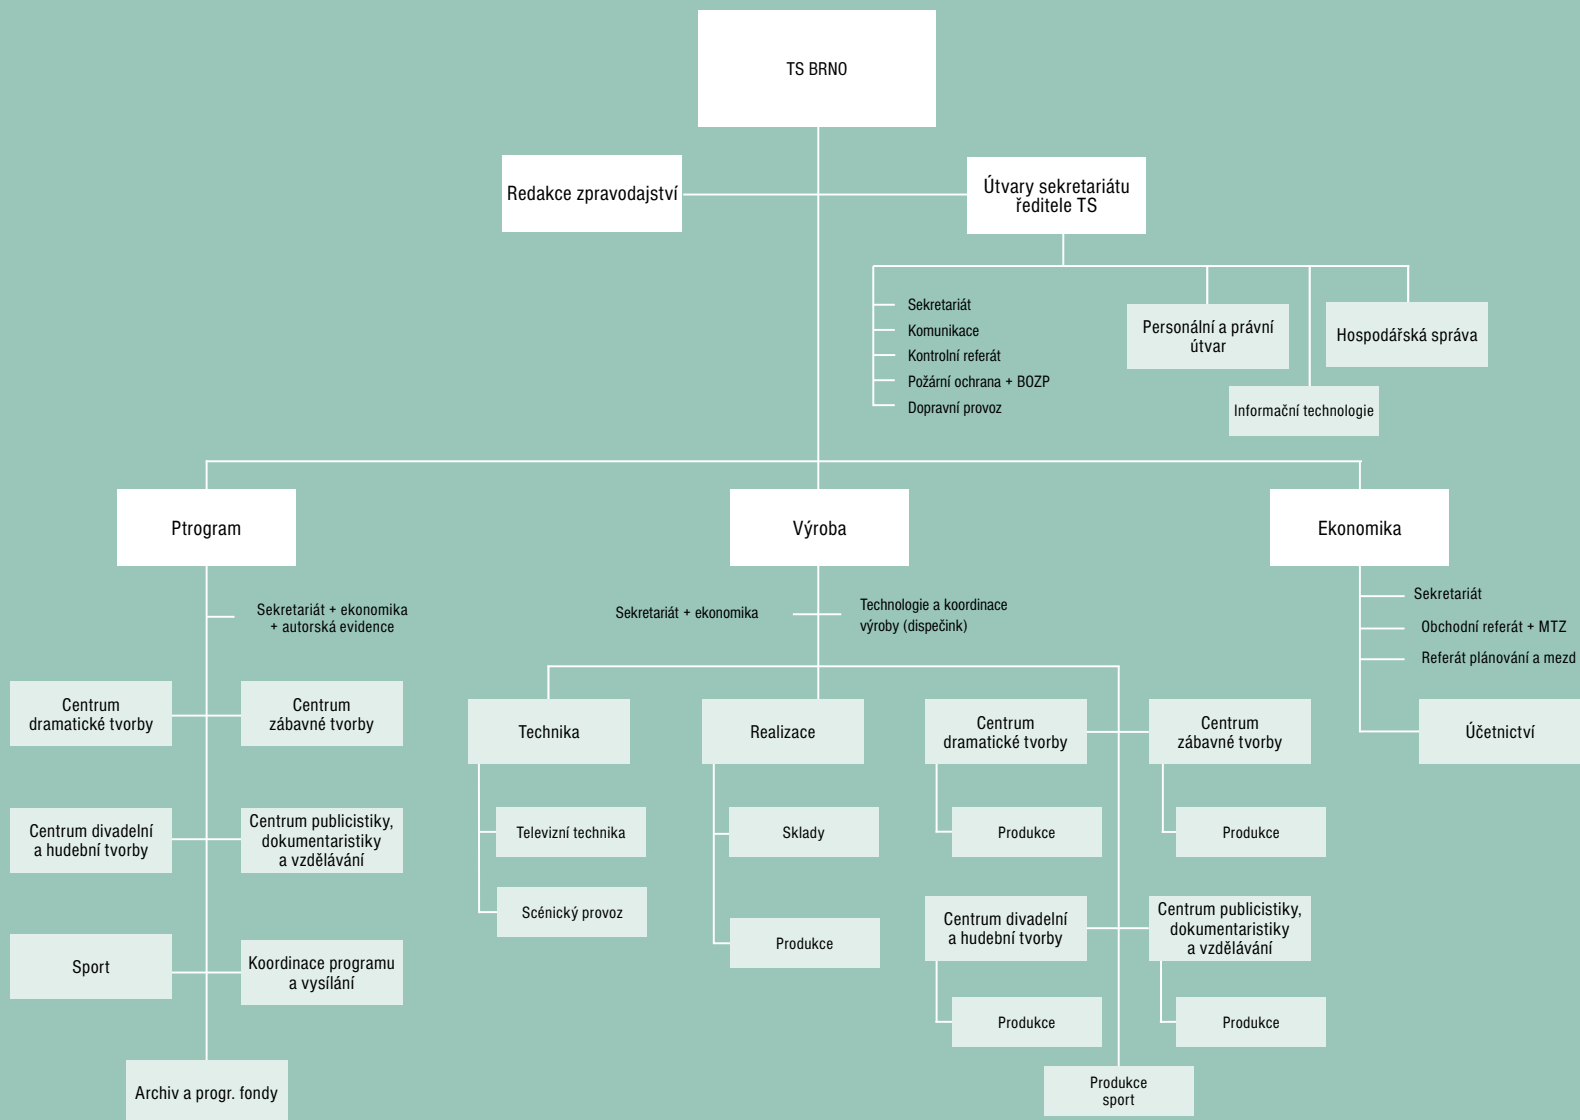 TS BRNO
Redakce zpravodajství
Útvary sekretariátu
ředitele TS
Sekretariát
Komunikace
Kontrolní referát
Požární ochrana + BOZP
Dopravní provoz
Personální a právní
útvar
Hospodářská správa
Informační technologie
Ptrogram
Výroba
Ekonomika
Sekretariát + ekonomika
+ autorská evidence
Sekretariát + ekonomika
Technologie a koordinace
výroby (dispečink)
Sekretariát
Obchodní referát + MTZ
Referát plánování a mezd
Centrum
dramatické tvorby
Centrum
zábavné tvorby
Centrum divadelní
a hudební tvorby
Centrum publicistiky,
dokumentaristiky
a vzdělávání
Sport
Koordinace programu
a vysílání
Archiv a progr. fondy
Technika
Televizní technika
Scénický provoz
Realizace
Sklady
Produkce
Centrum
dramatické tvorby
Produkce
Centrum
zábavné tvorby
Produkce
Centrum divadelní
a hudební tvorby
Produkce
Centrum publicistiky,
dokumentaristiky
a vzdělávání
Produkce
Produkce
sport
Účetnictví